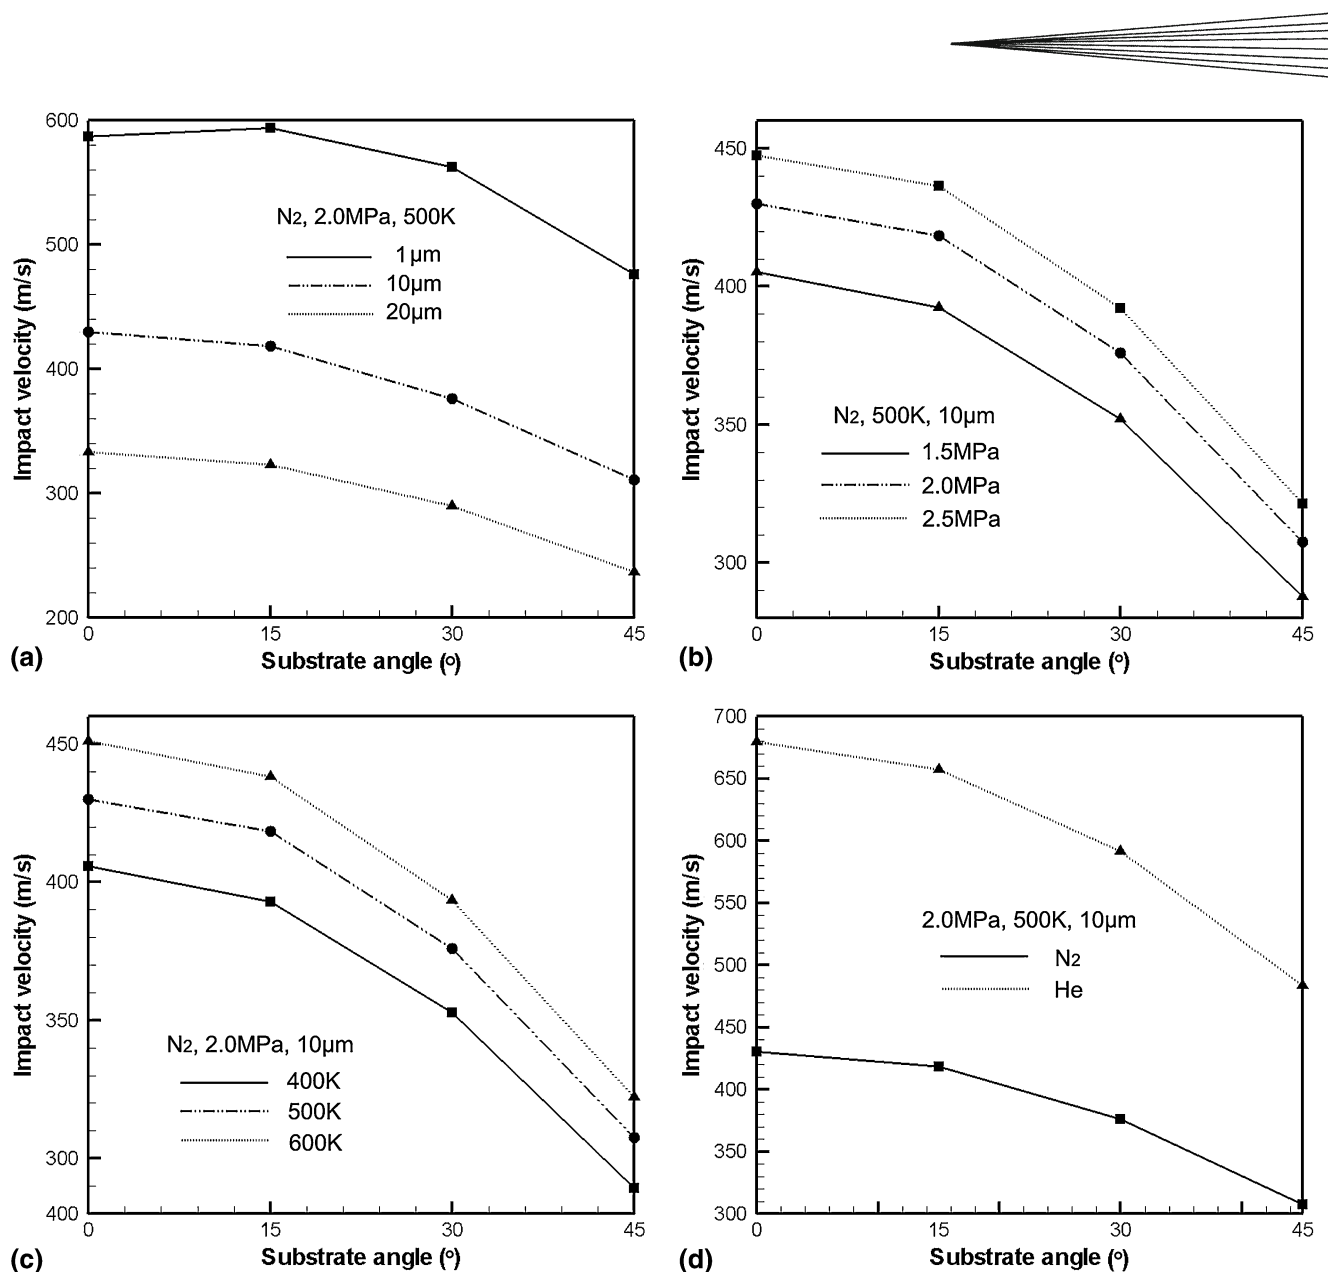 600
500
400
300
200
0
15
30
45
Impact velocity (m/s)
N2, 2.0MPa, 500K
1µm
10µm
20µm
(a)
Substrate angle (o)
450
400
350
300
0
15
30
45
Impact velocity (m/s)
N2, 500K, 10µm
1.5MPa
2.0MPa
2.5MPa
(b)
Substrate angle (o)
450
400
350
300
400
0
15
30
45
Impact velocity (m/s)
N2, 2.0MPa, 10µm
400K
500K
600K
(c)
Substrate angle (o)
700
650
600
550
500
450
400
350
300
0
15
30
45
Impact velocity (m/s)
2.0MPa, 500K, 10µm
N2
He
(d)
Substrate angle (o)